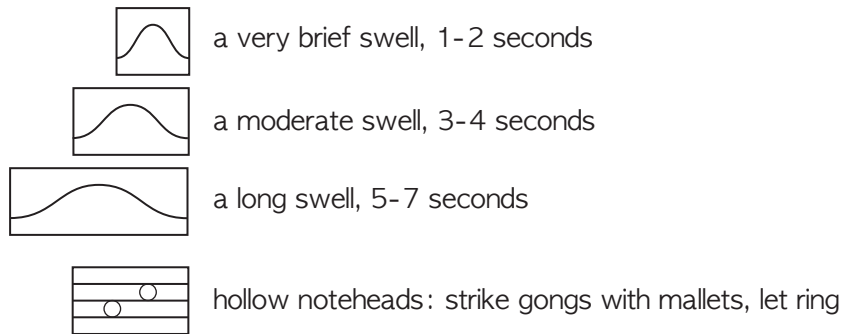 a very brief swell, 1-2 seconds
a moderate swell, 3-4 seconds
a long swell, 5-7 seconds
hollow noteheads: strike gongs with mallets, let ring